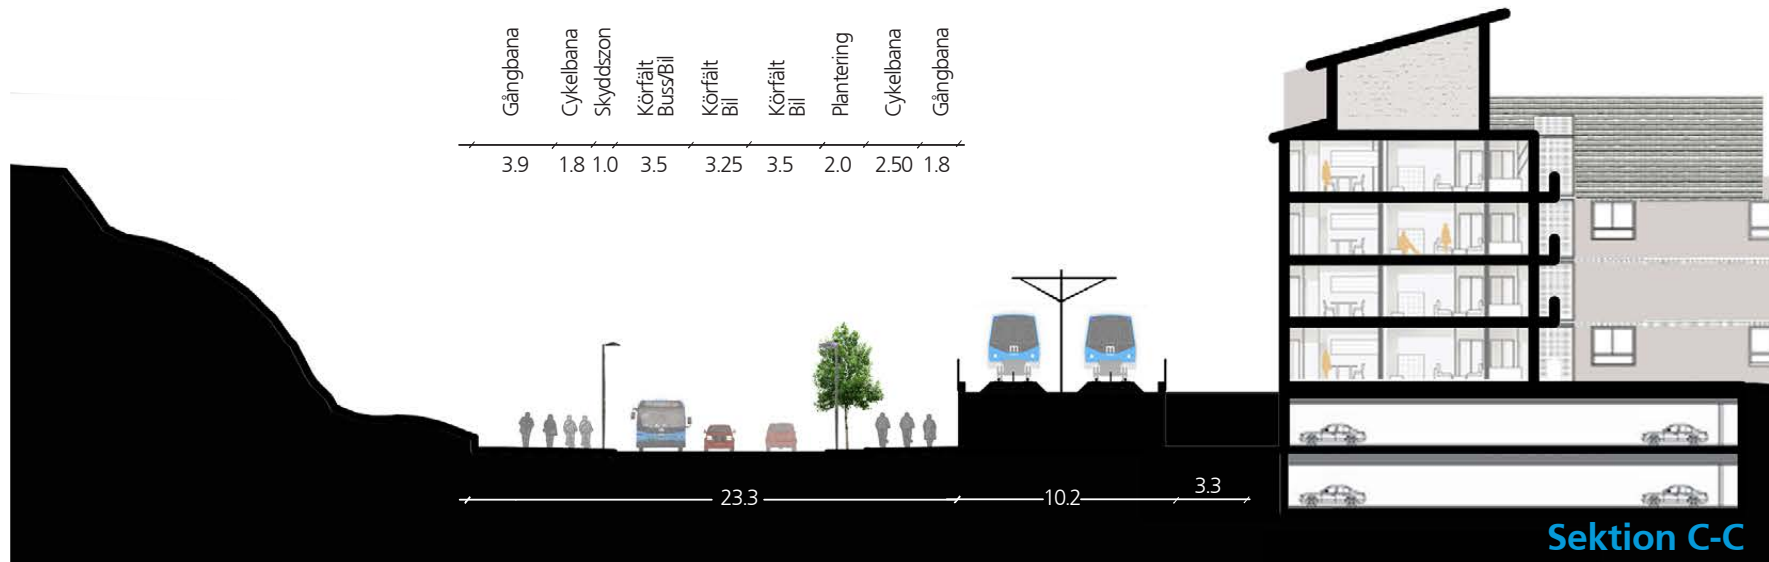 Gångbana
Cykelbana
Skyddszon
Körfält
Buss/Bil
Körfält
Bil
Körfält
Bil
Plantering
Cykelbana
Gångbana
3.9 1.8 1.0 3.5 3.25 3.5 2.0 2.50 1.8
23.3 10.2 3.3
Sektion C-C